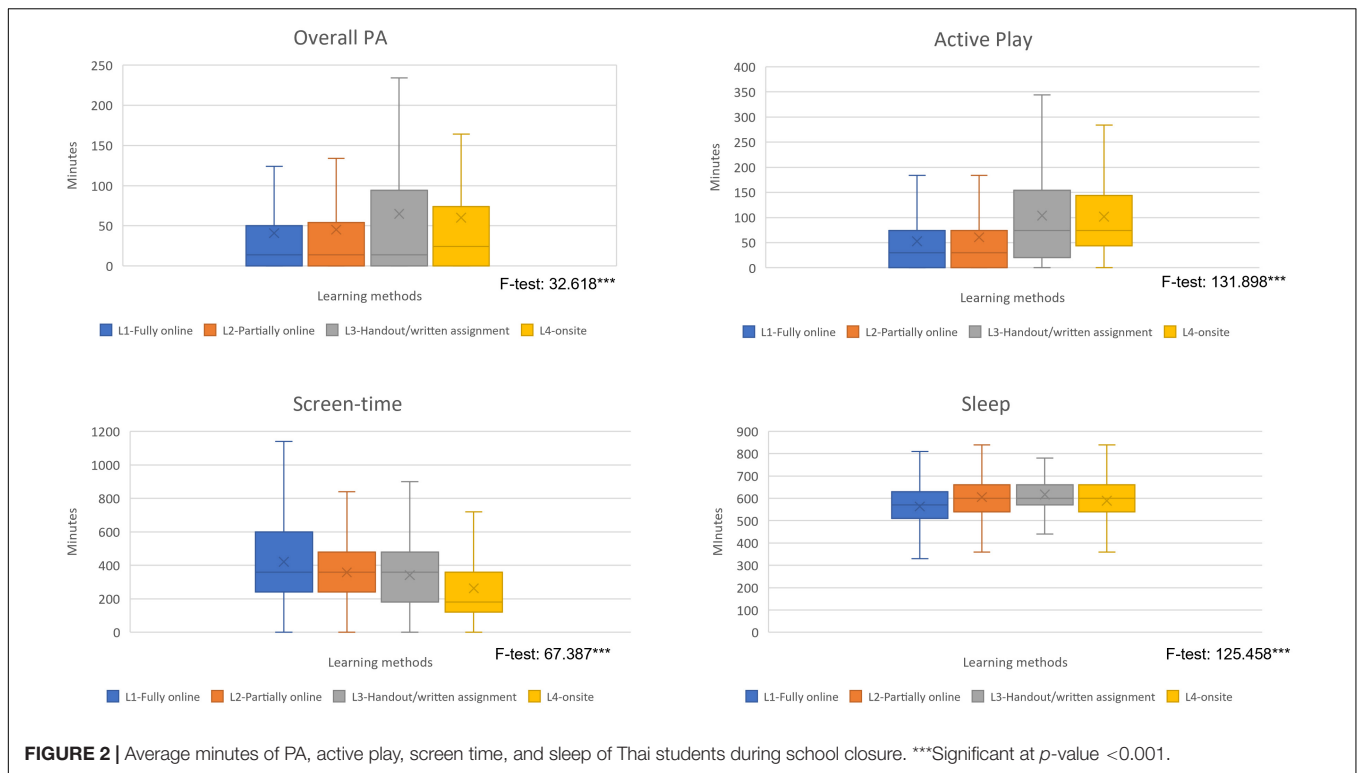 Overall PA
250
200
150
100
50
0
Minutes
Learning methods
F-test: 32.618***
L1-Fully online L2-Partially online L3-Handout/written assignment L4-onsite
Active Play
400
350
300
250
200
150
100
50
0
Minutes
Learning methods
F-test: 131.898***
L1-Fully online L2-Partially online L3-Handout/written assignment L4-onsite
Screen-time
1200
1000
800
600
400
200
0
Minutes
Learning methods
F-test: 67.387***
L1-Fully online L2-Partially online L3-Handout/written assignment L4-onsite
Sleep
900
800
700
600
500
400
300
200
100
0
Minutes
Learning methods
F-test: 125.458***
L1-Fully online L2-Partially online L3-Handout/written assignment L4-onsite
FIGURE 2 | Average minutes of PA, active play, screen time, and sleep of Thai students during school closure. ***Significant at p-value <0.001.